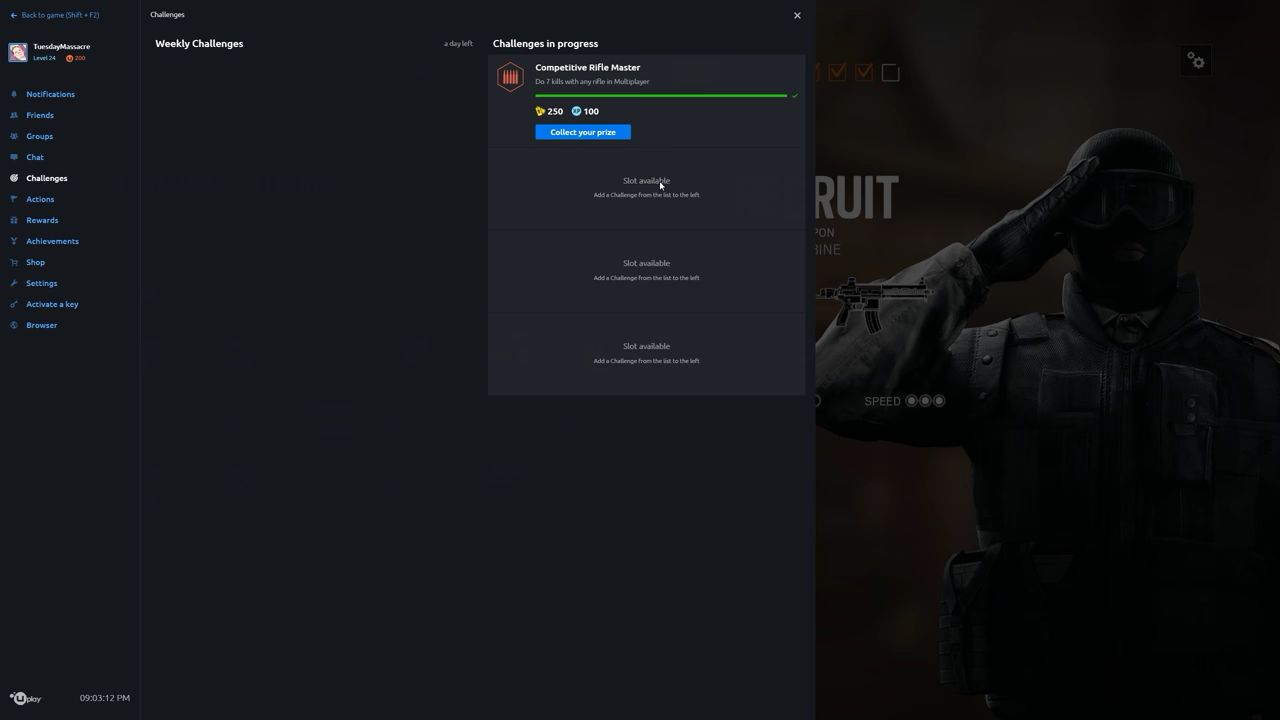 Back to game (Shift + F2)
TuesdayMassacre
Level 24
200
Notifications
Friends
Groups
Chat
Challenges
Actions
Rewards
Achievements
Shop
Settings
Activate a key
Browser
uplay
09:03:12 PM
Challenges
Weekly Challenges
a day left
Challenges in progress
Competitive Rifle Master
Do 7 kills with any rifle in Multiplayer
250
XP 100
Collect your prize
Slot available
Add a Challenge from the list to the left
Slot available
Add a Challenge from the list to the left
Slot available
Add a Challenge from the list to the left
RUIT
PON
INE
SPEED